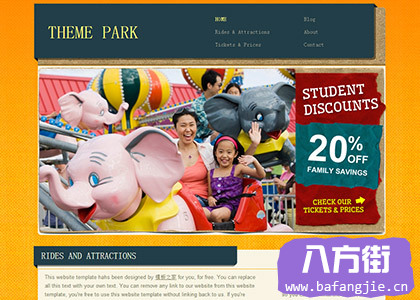 THEME PARK
HOME
Blog
Rides & Attractions
About
Tickets & Prices
Contact
STUDENT
DISCOUNTS
20%
OFF
FAMILY SAVINGS
CHECK OUR
TICKETS & PRICES
RIDES AND ATTRACTIONS
This website template hahs been designed by 模板之家 for you, for free. You can replace
all this text with your own text. You can remove any link to our website from this website
template, you're free to use this website template without linking back to us. If you're
八方街
www.bafangjie.cn